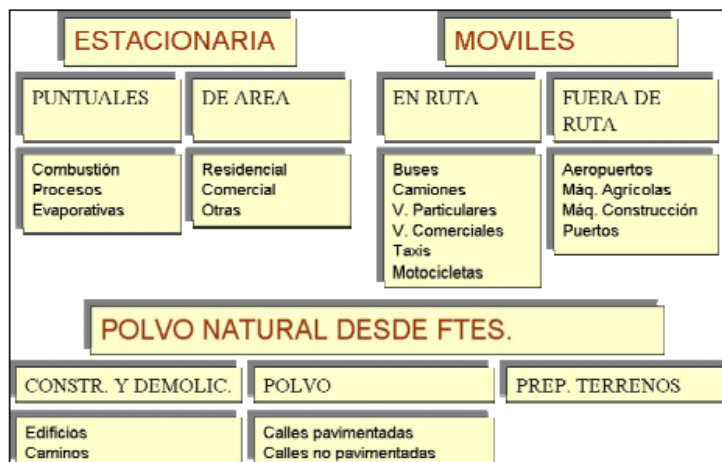 ESTACIONARIA
PUNTUALES
DE AREA
Combustión
Procesos
Evaporativas
Residencial
Comercial
Otras
MOVILES
EN RUTA
FUERA DE
RUTA
Buses
Camiones
V. Particulares
V. Comerciales
Taxis
Motocicletas
Aeropuertos
Máq. Agrícolas
Máq. Construcción
Puertos
POLVO NATURAL DESDE FTES.
CONSTR. Y DEMOLIC.
POLVO
PREP. TERRENOS
Edificios
Caminos
Calles pavimentadas
Calles no pavimentadas